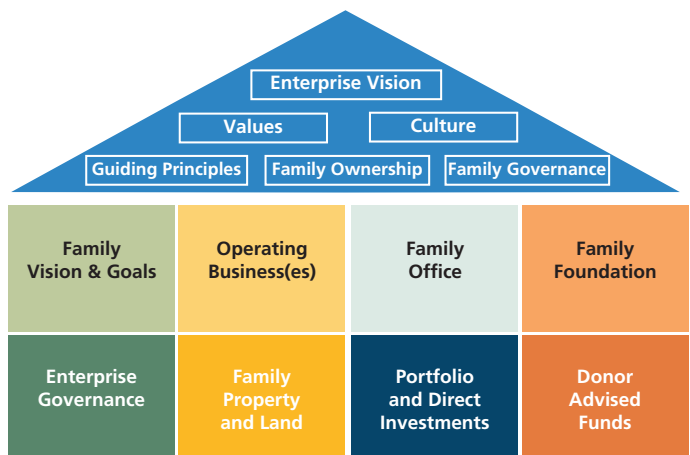 Enterprise Vision
Values
Culture
Guiding Principles
Family Ownership
Family Governance
Family
Vision & Goals
Operating
Business(es)
Family
Office
Family
Foundation
Enterprise
Governance
Family
Property
and Land
Portfolio
and Direct
Investments
Donor
Advised
Funds